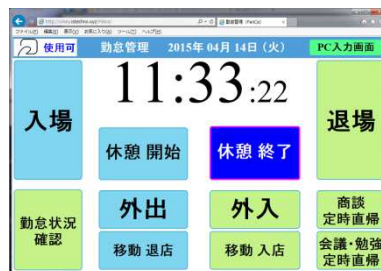 使用可 勤怠管理 2015年 04月 14日 (火) PC入力画面
11:33:22
入場
退場
休憩 開始
休憩 終了
勤怠状況
確認
外出
外入
商談
定時直帰
移動 退店
移動 入店
会議・勉強
定時直帰